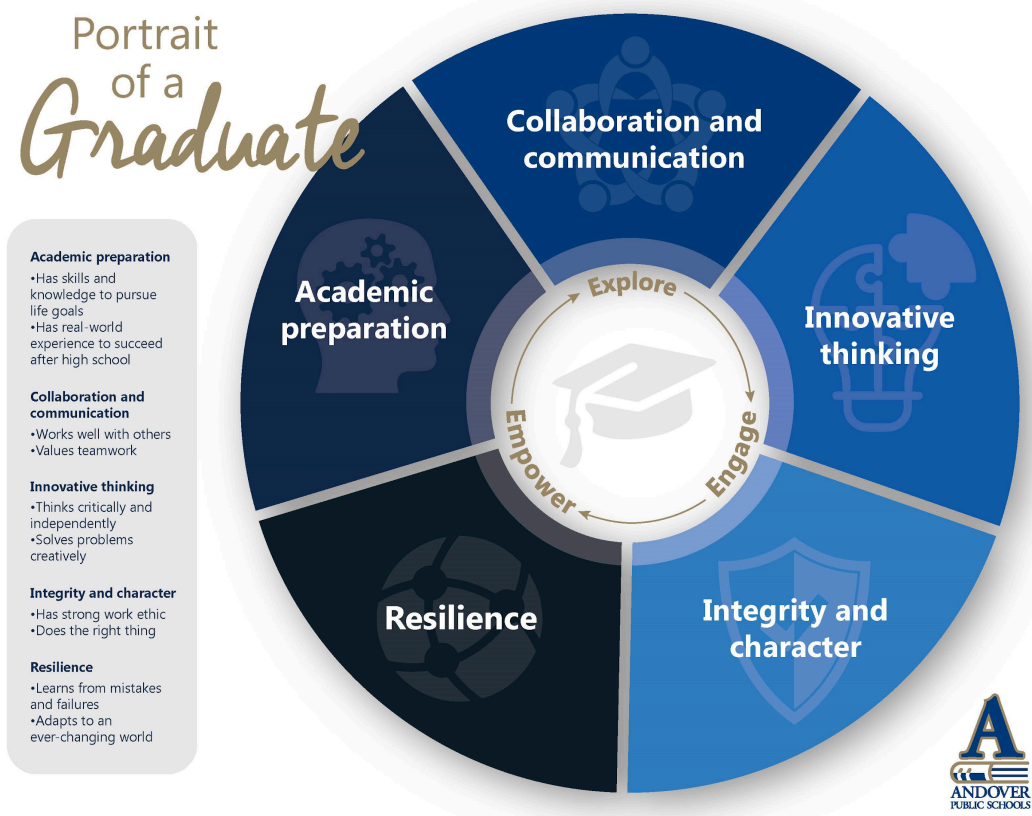 Portrait
of a
Graduate
Academic preparation
•Has skills and
knowledge to pursue
life goals
•Has real-world
experience to succeed
after high school
Collaboration and
communication
•Works well with others
•Values teamwork
Innovative thinking
•Thinks critically and
independently
•Solves problems
creatively
Integrity and character
•Has strong work ethic
•Does the right thing
Resilience
•Learns from mistakes
and failures
•Adapts to an
ever-changing world
Collaboration and
communication
Innovative
thinking
Integrity and
character
Resilience
Academic
preparation
Explore
Engage
Empower
A
ANDOVER
PUBLIC SCHOOLS